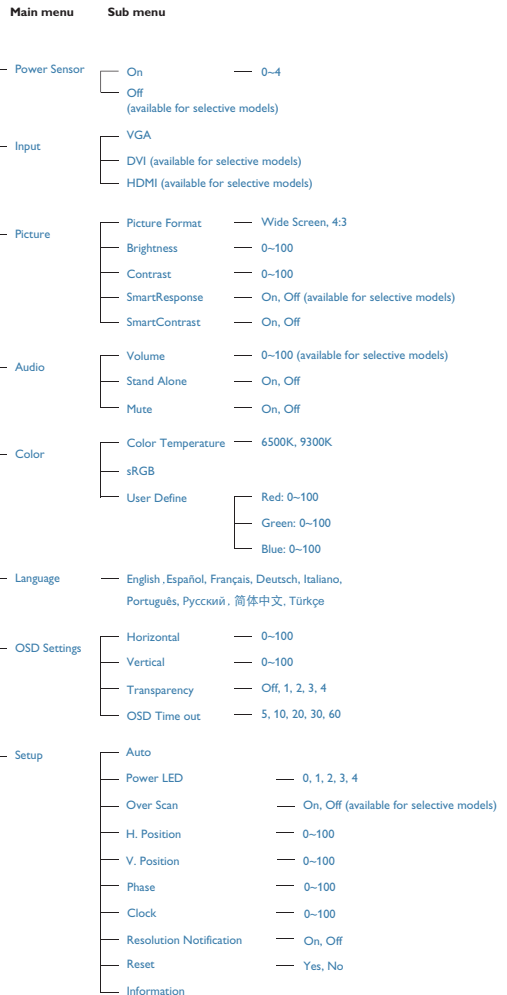 Main menu Sub menu
Power Sensor On 0~4
Off
(available for selective models)
Input VGA
DVI (available for selective models)
HDMI (available for selective models)
Picture Picture Format Wide Screen, 4:3
Brightness 0~100
Contrast 0~100
SmartResponse On, Off (available for selective models)
SmartContrast On, Off
Audio Volume 0~100 (available for selective models)
Stand Alone On, Off
Mute On, Off
Color Color Temperature 6500K, 9300K
sRGB
User Define Red: 0~100
Green: 0~100
Blue: 0~100
Language English , Español, Français, Deutsch, Italiano,
Português, Русский , 简体中文, Türkçe
OSD Settings Horizontal 0~100
Vertical 0~100
Transparency Off, 1, 2, 3, 4
OSD Time out 5, 10, 20, 30, 60
Setup Auto
Power LED 0, 1, 2, 3, 4
Over Scan On, Off (available for selective models)
H. Position 0~100
V. Position 0~100
Phase 0~100
Clock 0~100
Resolution Notification On, Off
Reset Yes, No
Information